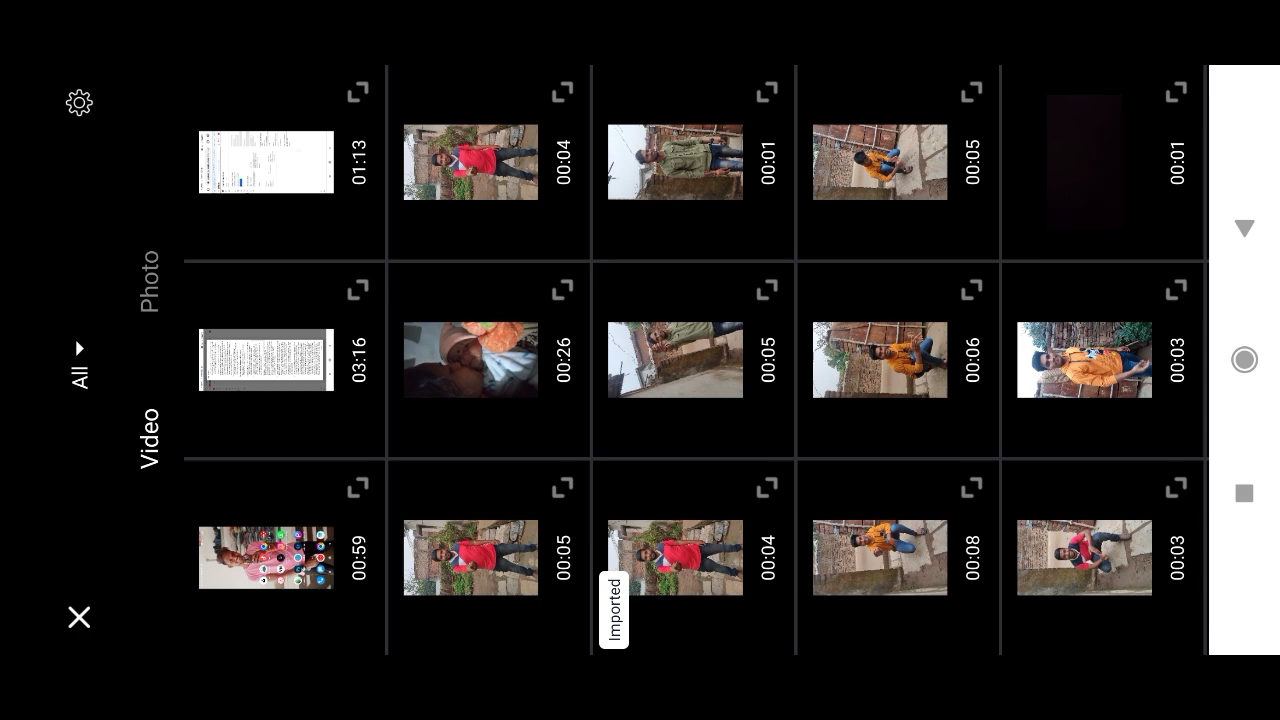 All
Video Photo
00:59 03:16 01:13
00:05 00:26 00:04
Imported
00:04 00:05 00:01
00:08 00:06 00:05
00:03 00:03 00:01